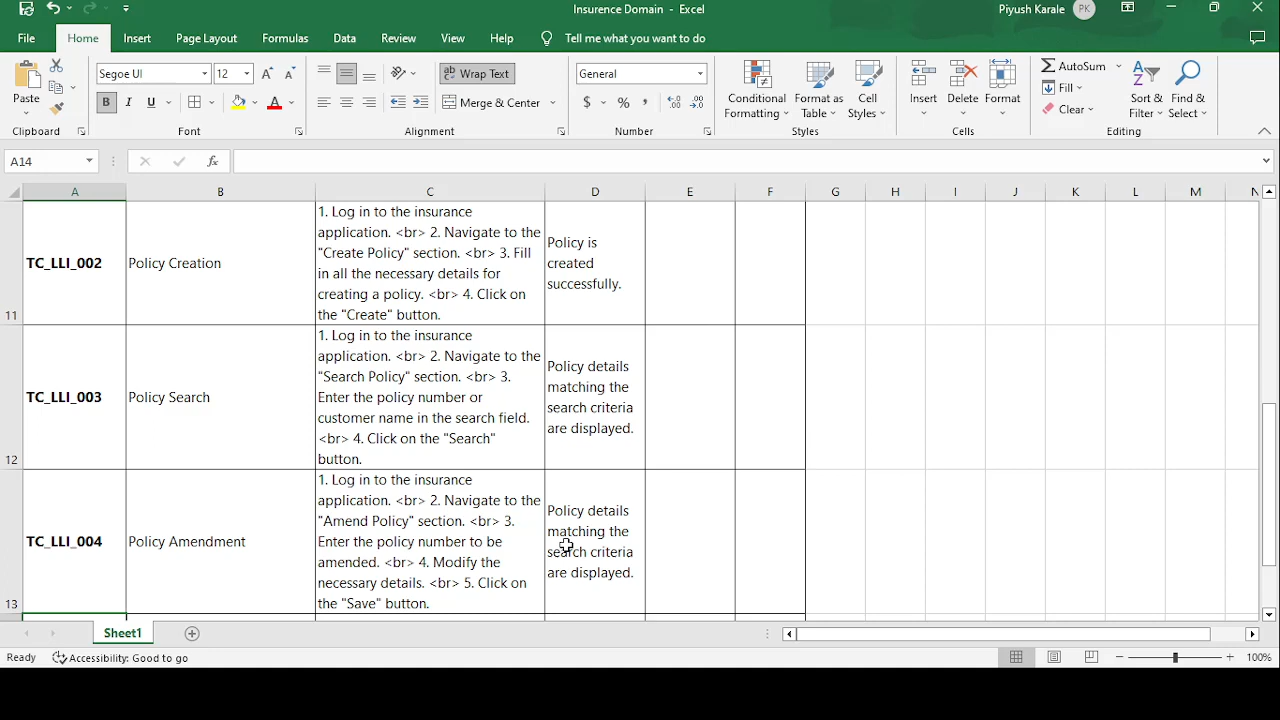 Insurence Domain - Excel
Piyush Karale PK
File Home Insert Page Layout Formulas Data Review View Help Tell me what you want to do
Paste
Segoe UI 12 A A
B I U A
Wrap Text
Merge & Center
General
$ % ,
Conditional Formatting
Format as Table
Cell Styles
Insert Delete Format
AutoSum
Fill
Clear
Sort & Filter
Find & Select
Clipboard Font Alignment Number Styles Cells Editing
A14 fx
A B C D E F G H I J K L M N
11
TC_LLI_002
Policy Creation
1. Log in to the insurance
application. <br> 2. Navigate to the
"Create Policy" section. <br> 3. Fill
in all the necessary details for
creating a policy. <br> 4. Click on
the "Create" button.
Policy is
created
successfully.
12
TC_LLI_003
Policy Search
1. Log in to the insurance
application. <br> 2. Navigate to the
"Search Policy" section. <br> 3.
Enter the policy number or
customer name in the search field.
<br> 4. Click on the "Search"
button.
Policy details
matching the
search criteria
are displayed.
13
TC_LLI_004
Policy Amendment
1. Log in to the insurance
application. <br> 2. Navigate to the
"Amend Policy" section. <br> 3.
Enter the policy number to be
amended. <br> 4. Modify the
necessary details. <br> 5. Click on
the "Save" button.
Policy details
matching the
search criteria
are displayed.
Sheet1
Ready Accessibility: Good to go 100%